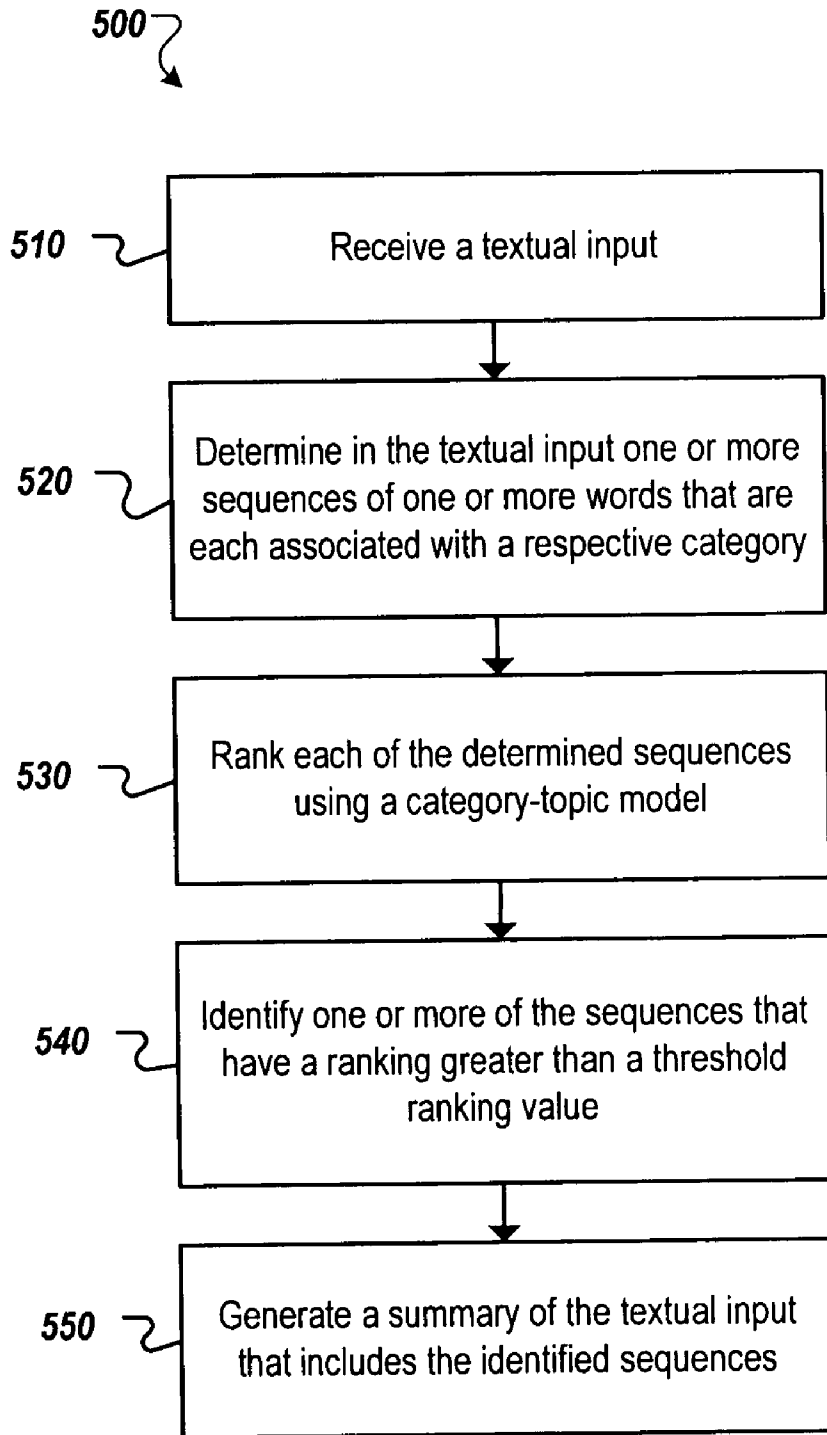 500
510
Receive a textual input
520
Determine in the textual input one or more
sequences of one or more words that are
each associated with a respective category
530
Rank each of the determined sequences
using a category-topic model
540
Identify one or more of the sequences that
have a ranking greater than a threshold
ranking value
550
Generate a summary of the textual input
that includes the identified sequences